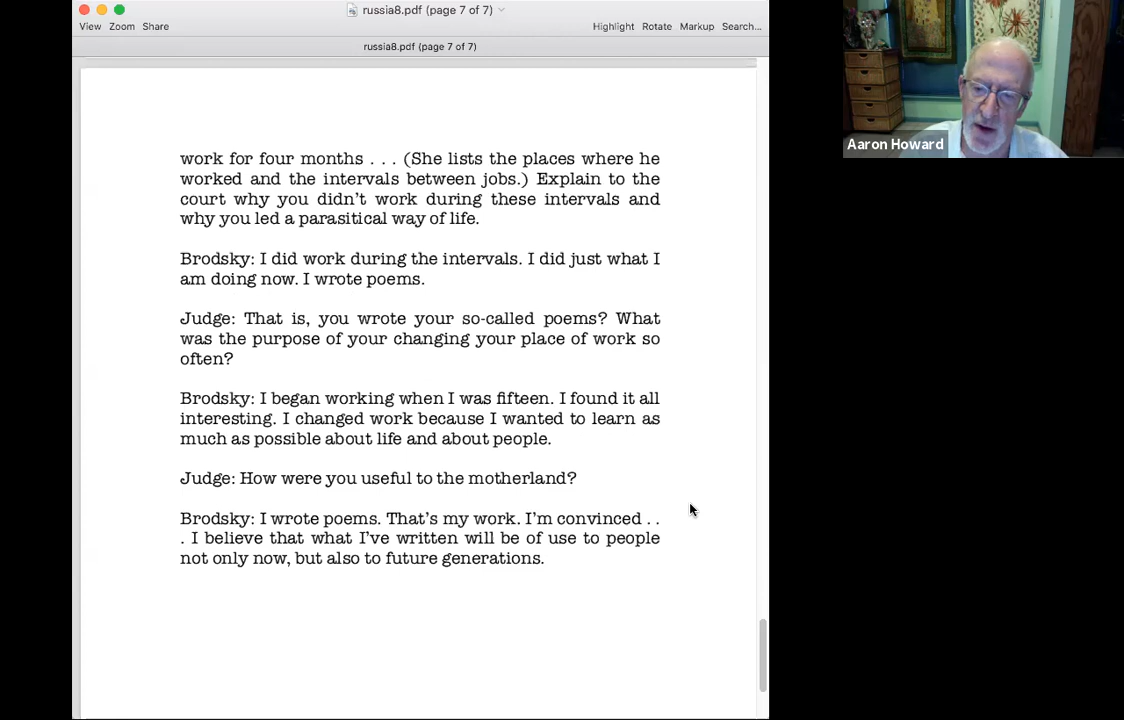 russia8.pdf (page 7 of 7)
View Zoom Share Highlight Rotate Markup Search...
russia8.pdf (page 7 of 7)
work for four months . . . (She lists the places where he
worked and the intervals between jobs.) Explain to the
court why you didn't work during these intervals and
why you led a parasitical way of life.
Brodsky: I did work during the intervals. I did just what I
am doing now. I wrote poems.
Judge: That is, you wrote your so-called poems? What
was the purpose of your changing your place of work so
often?
Brodsky: I began working when I was fifteen. I found it all
interesting. I changed work because I wanted to learn as
much as possible about life and about people.
Judge: How were you useful to the motherland?
Brodsky: I wrote poems. That's my work. I'm convinced . .
. I believe that what I've written will be of use to people
not only now, but also to future generations.
Aaron Howard